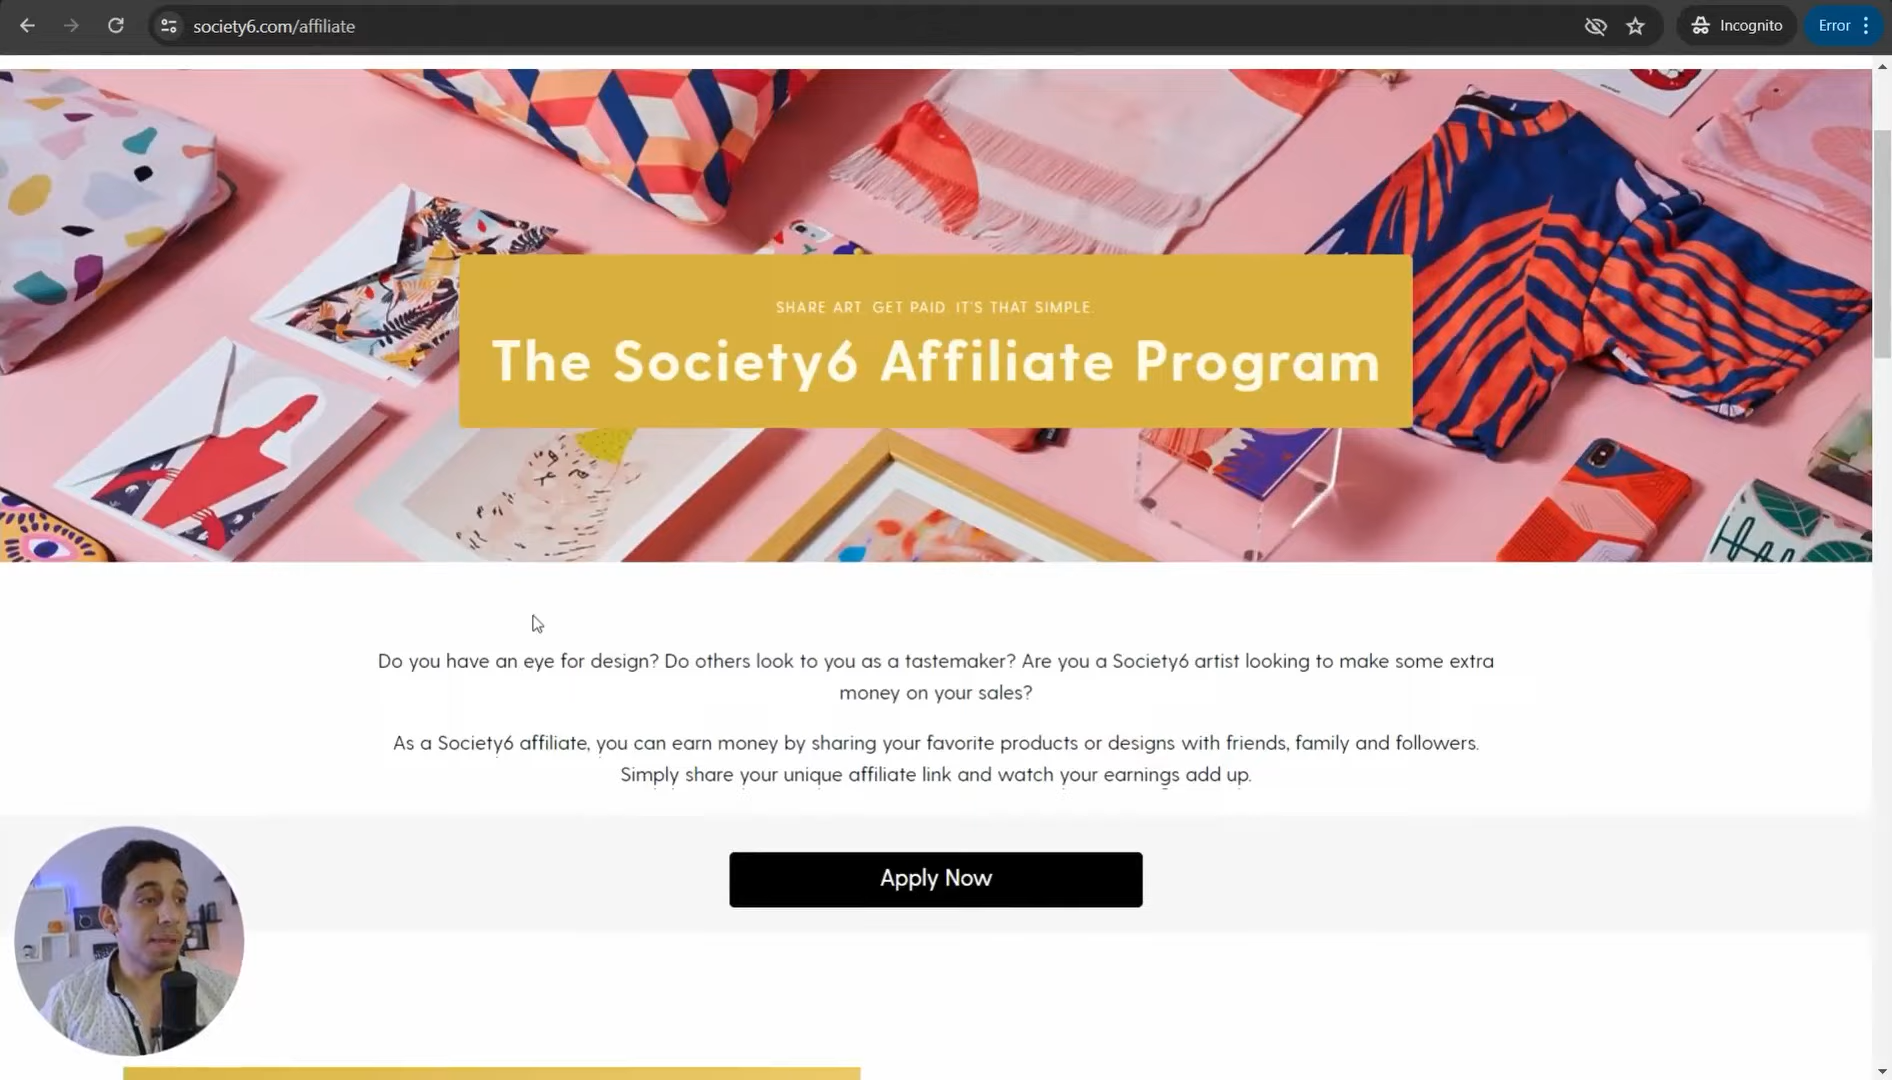 society6.com/affiliate
Incognito
Error
SHARE ART. GET PAID. IT'S THAT SIMPLE.
The Society6 Affiliate Program
Do you have an eye for design? Do others look to you as a tastemaker? Are you a Society6 artist looking to make some extra
money on your sales?
As a Society6 affiliate, you can earn money by sharing your favorite products or designs with friends, family and followers.
Simply share your unique affiliate link and watch your earnings add up.
Apply Now